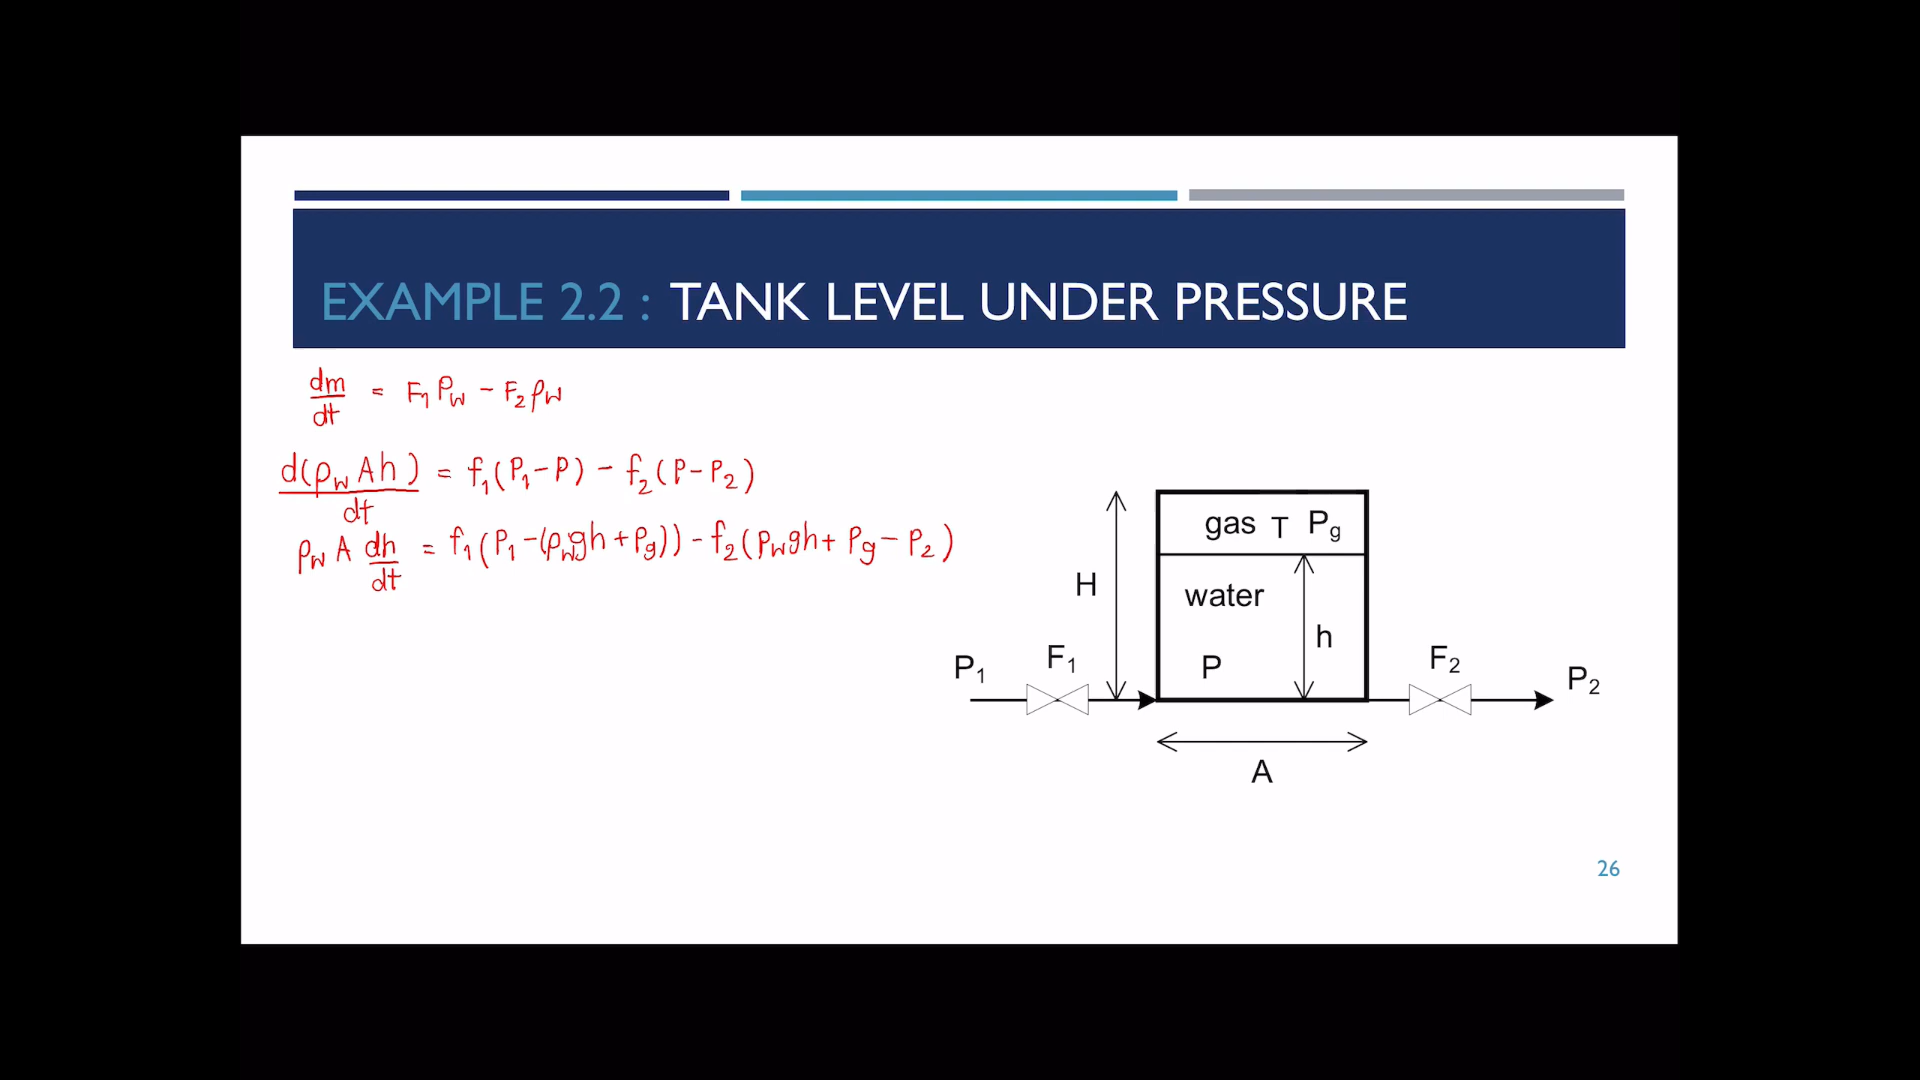 EXAMPLE 2.2 : TANK LEVEL UNDER PRESSURE
dm/dt = F₁ρw - F₂ρw
d(ρw Ah)/dt = f₁(P₁-P) - f₂(P-P₂)
ρw A dh/dt = f₁(P₁-(ρwgh+Pg)) - f₂(ρwgh+Pg-P₂)
gas T Pg
H
water
h
P₁
F₁
P
F₂
P₂
A
26